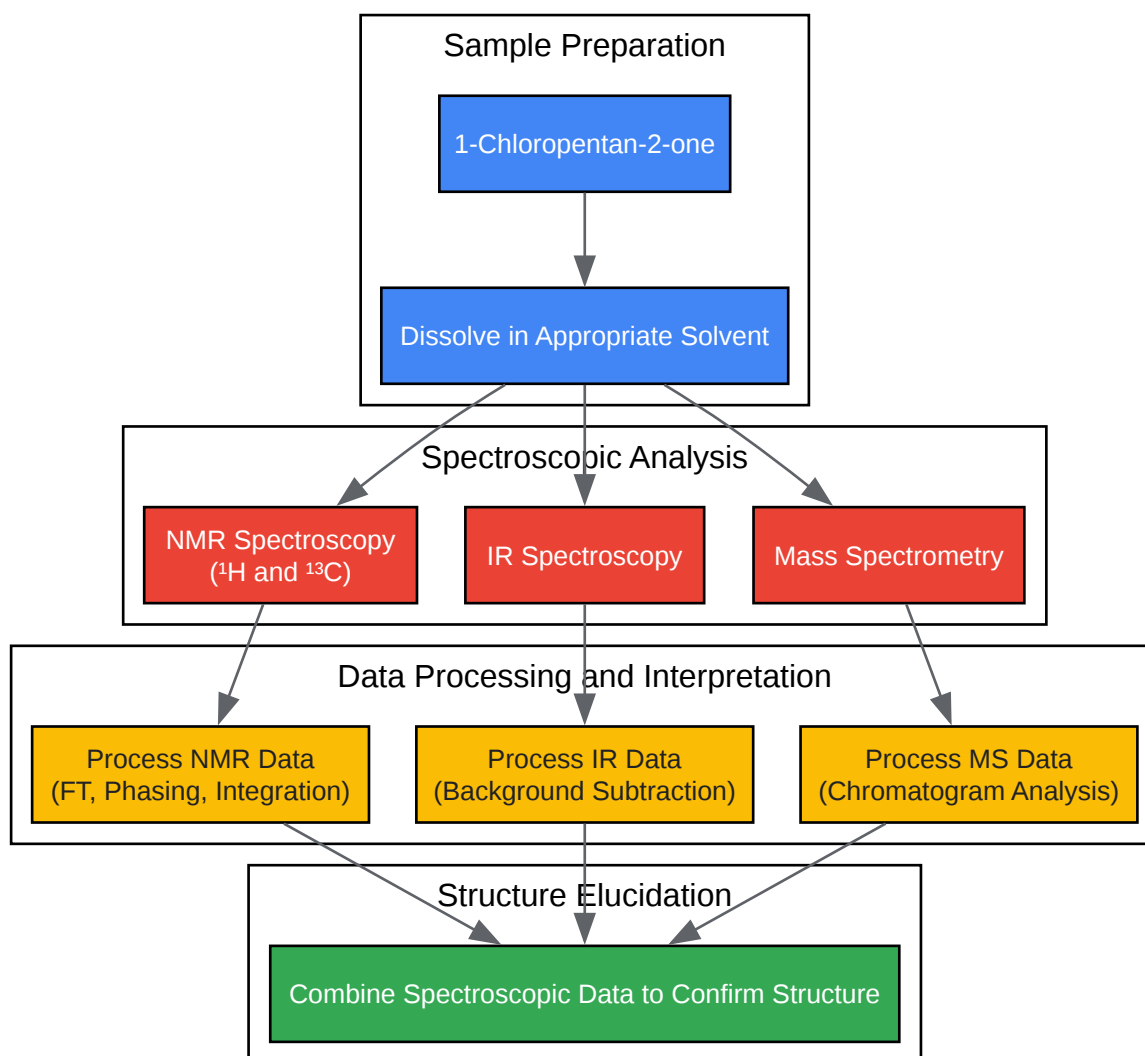 Sample Preparation
1-Chloropentan-2-one
Dissolve in Appropriate Solvent
Spectroscopic Analysis
NMR Spectroscopy
(¹H and ¹³C)
IR Spectroscopy
Mass Spectrometry
Data Processing and Interpretation
Process NMR Data
(FT, Phasing, Integration)
Process IR Data
(Background Subtraction)
Process MS Data
(Chromatogram Analysis)
Structure Elucidation
Combine Spectroscopic Data to Confirm Structure